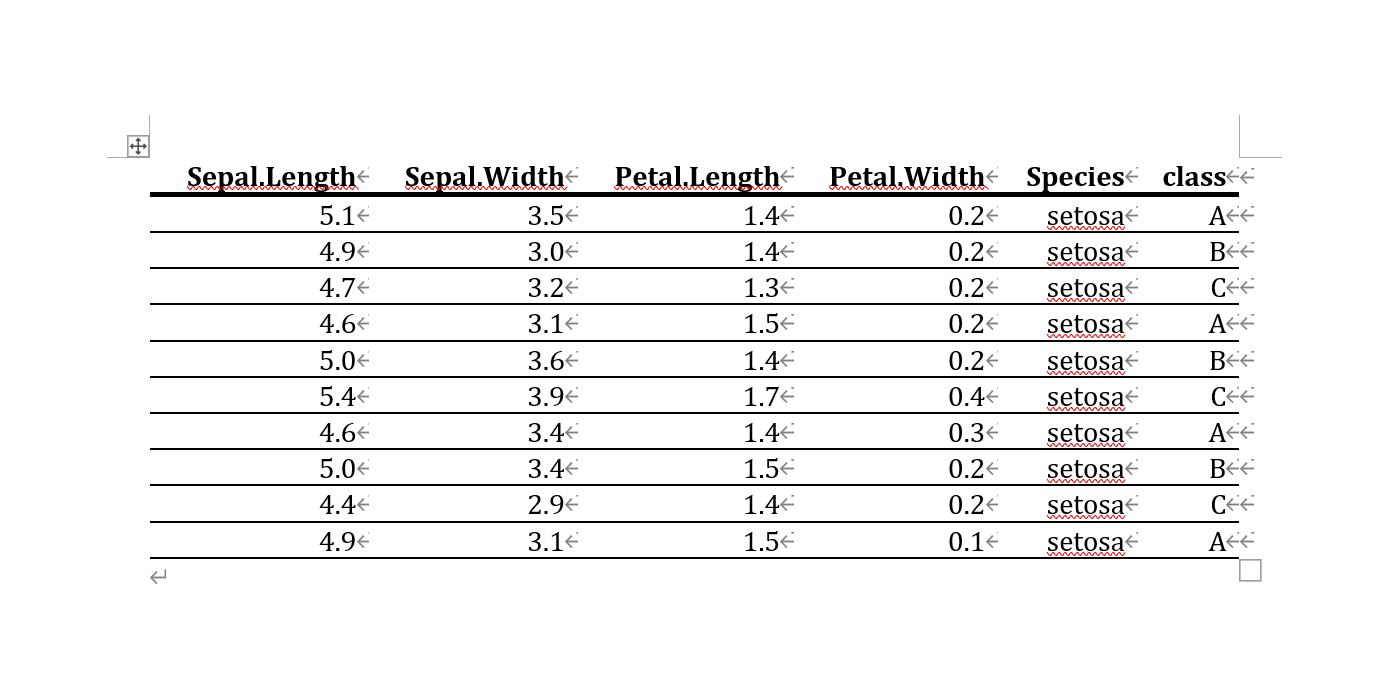 Sepal.Length Sepal.Width Petal.Length Petal.Width Species class
5.1 3.5 1.4 0.2 setosa A
4.9 3.0 1.4 0.2 setosa B
4.7 3.2 1.3 0.2 setosa C
4.6 3.1 1.5 0.2 setosa A
5.0 3.6 1.4 0.2 setosa B
5.4 3.9 1.7 0.4 setosa C
4.6 3.4 1.4 0.3 setosa A
5.0 3.4 1.5 0.2 setosa B
4.4 2.9 1.4 0.2 setosa C
4.9 3.1 1.5 0.1 setosa A